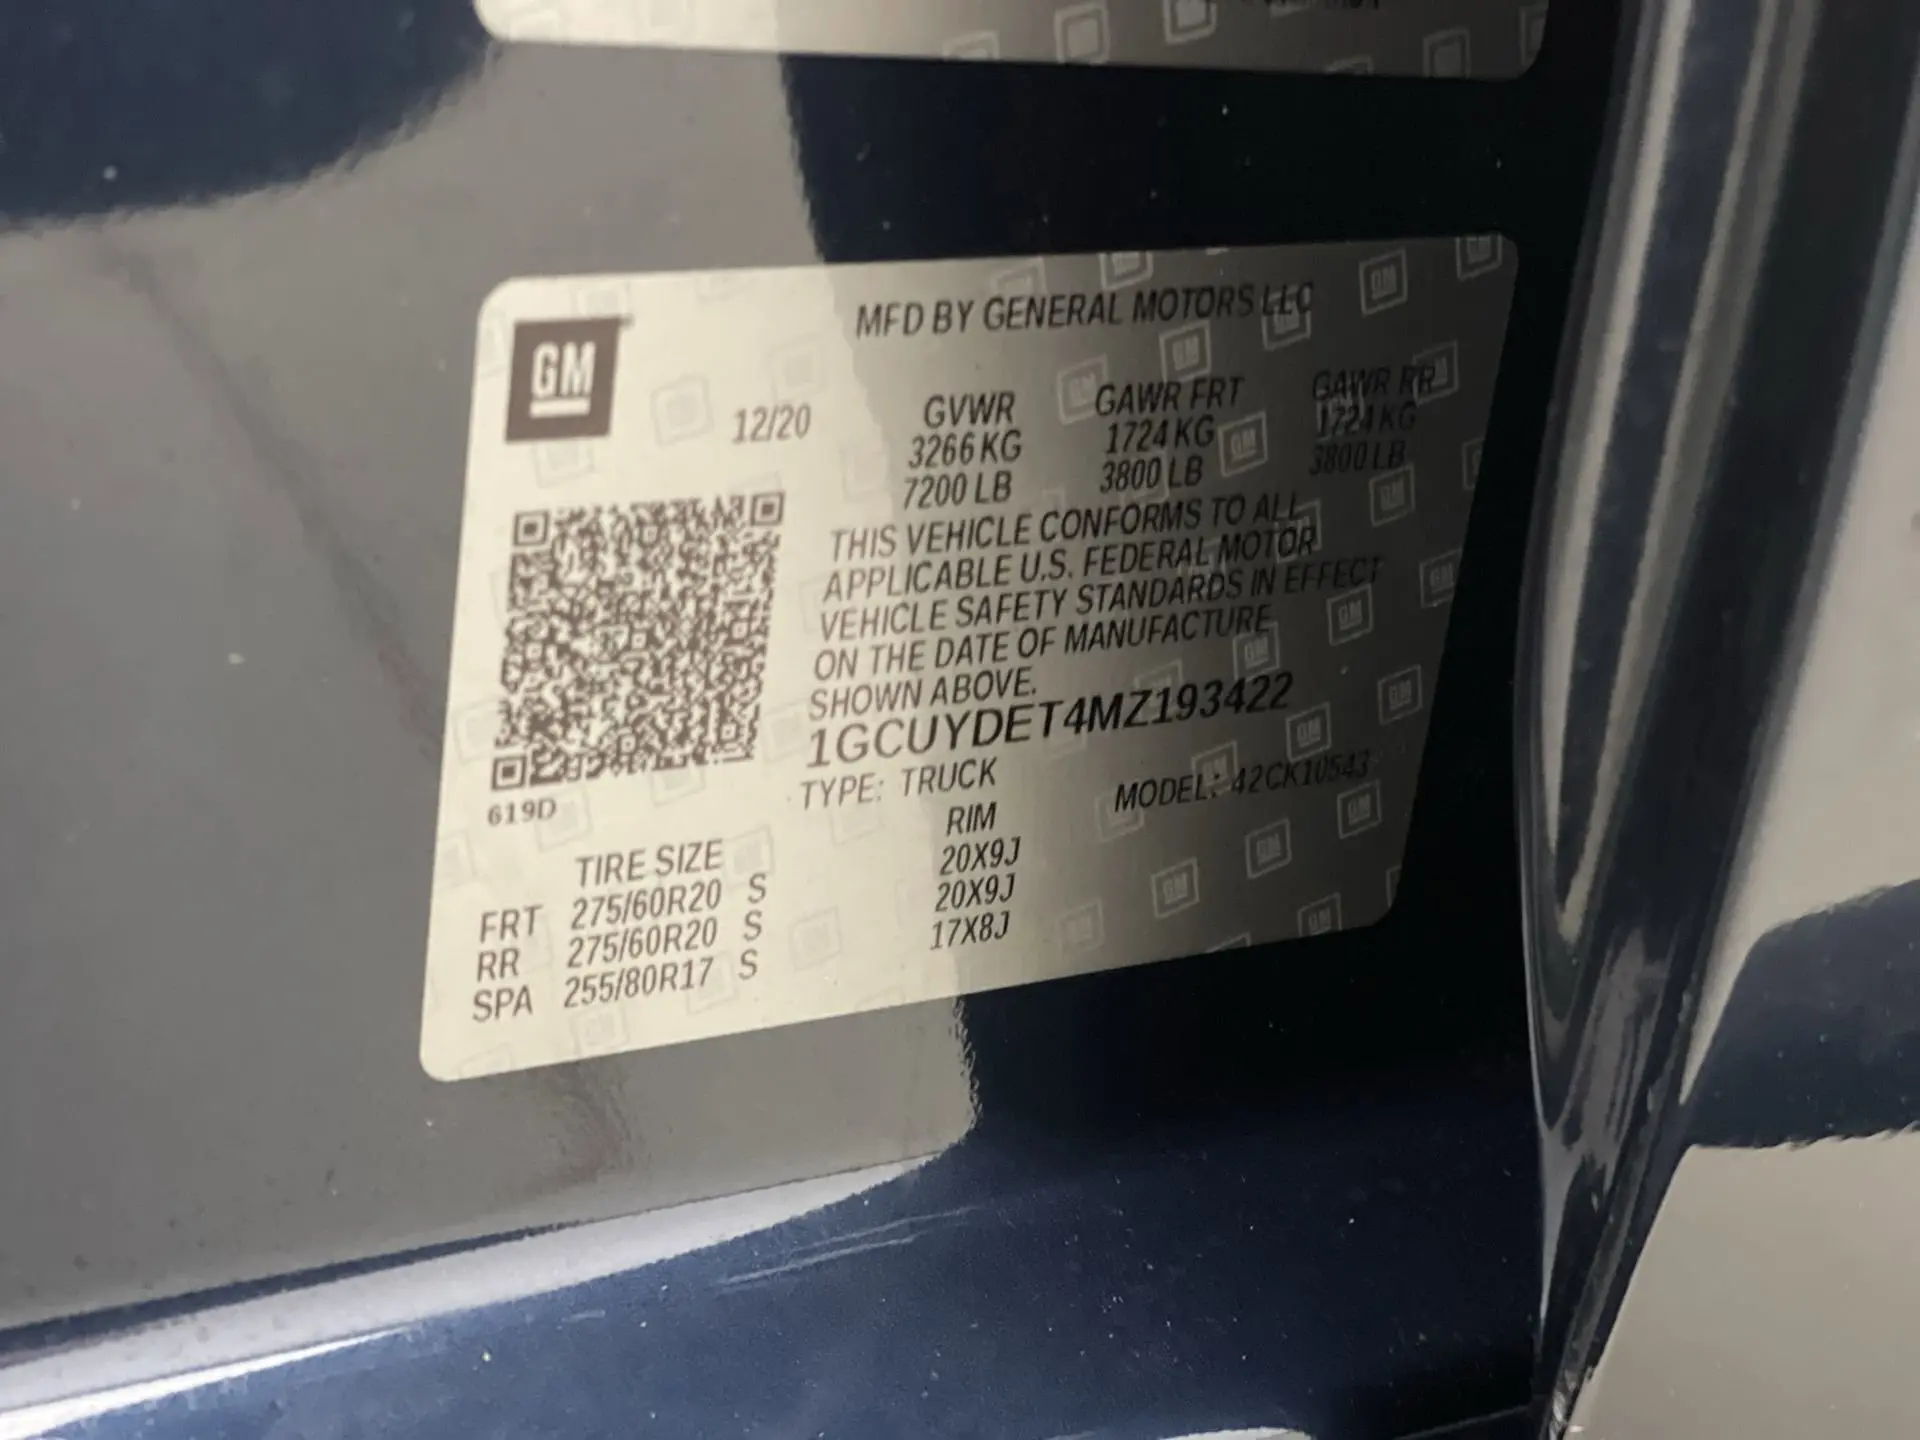 MFD BY GENERAL MOTORS LLC
GM
12/20 GVWR GAWR FRT GAWR RR
3266 KG 1724 KG 1724 KG
7200 LB 3800 LB 3800 LB
THIS VEHICLE CONFORMS TO ALL
APPLICABLE U.S. FEDERAL MOTOR
VEHICLE SAFETY STANDARDS IN EFFECT
ON THE DATE OF MANUFACTURE
SHOWN ABOVE.
1GCUYDET4MZ193422
TYPE: TRUCK MODEL: 42CK10543
619D
TIRE SIZE RIM
FRT 275/60R20 S 20X9J
RR 275/60R20 S 20X9J
SPA 255/80R17 S 17X8J